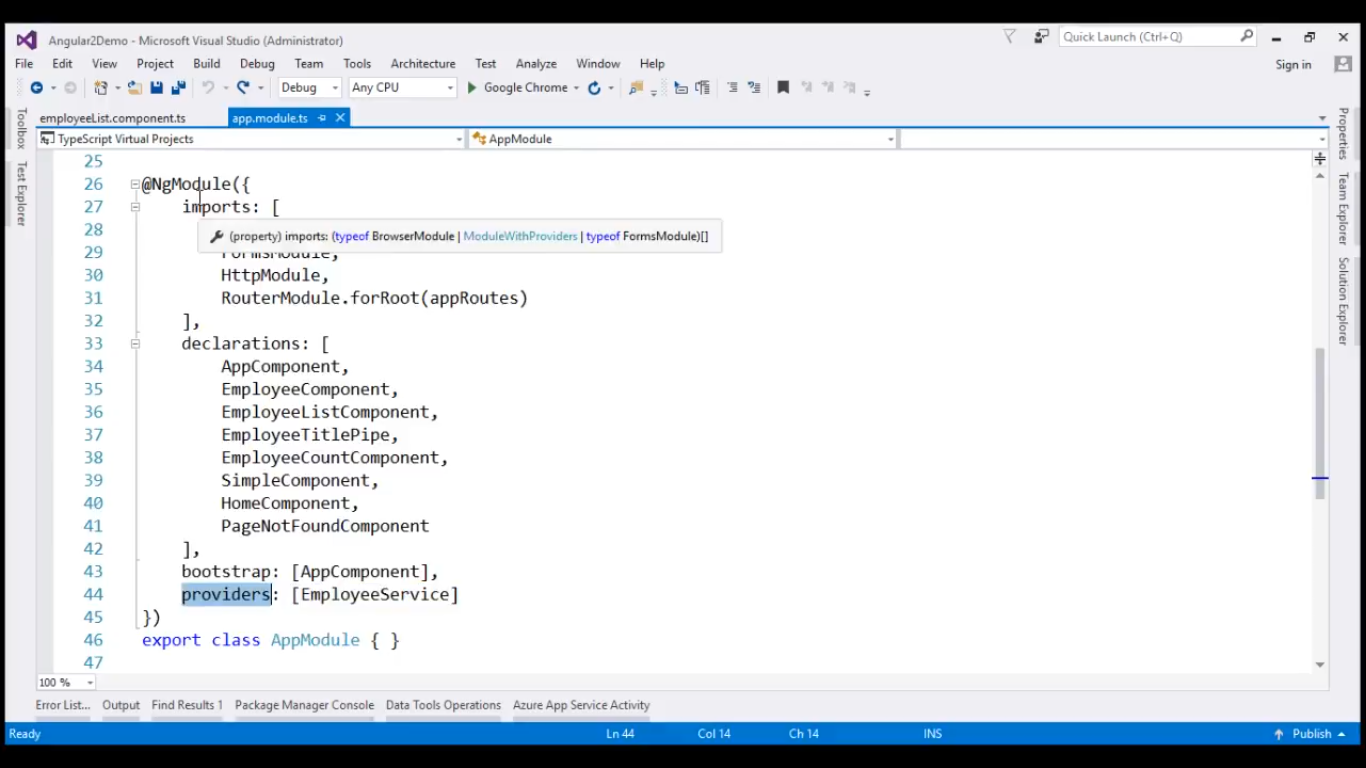 Angular2Demo - Microsoft Visual Studio (Administrator)
Quick Launch (Ctrl+Q)
File Edit View Project Build Debug Team Tools Architecture Test Analyze Window Help
Sign in
Debug Any CPU Google Chrome
Toolbox
Test Explorer
employeeList.component.ts app.module.ts
TypeScript Virtual Projects AppModule
25
26 @NgModule({
27 imports: [
28
(property) imports: (typeof BrowserModule | ModuleWithProviders | typeof FormsModule)[]
29 FormsModule,
30 HttpModule,
31 RouterModule.forRoot(appRoutes)
32 ],
33 declarations: [
34 AppComponent,
35 EmployeeComponent,
36 EmployeeListComponent,
37 EmployeeTitlePipe,
38 EmployeeCountComponent,
39 SimpleComponent,
40 HomeComponent,
41 PageNotFoundComponent
42 ],
43 bootstrap: [AppComponent],
44 providers: [EmployeeService]
45 })
46 export class AppModule { }
47
100 %
Properties
Team Explorer
Solution Explorer
Error List... Output Find Results 1 Package Manager Console Data Tools Operations Azure App Service Activity
Ready Ln 44 Col 14 Ch 14 INS Publish